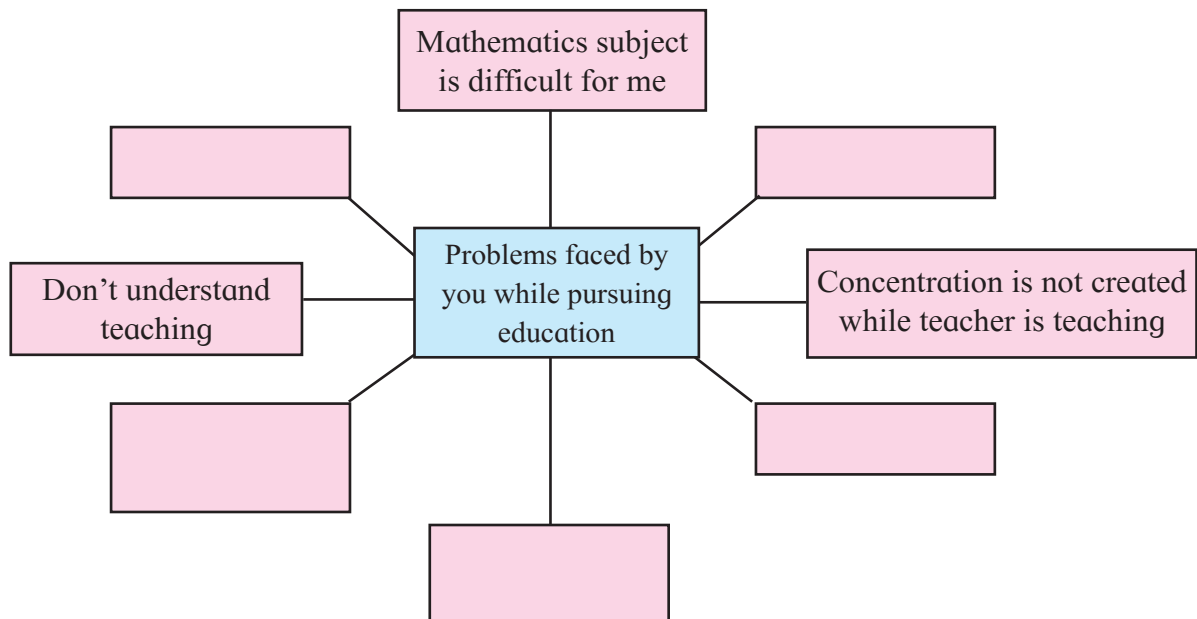 Mathematics subject
is difficult for me
Problems faced by
you while pursuing
education
Don’t understand
teaching
Concentration is not created
while teacher is teaching